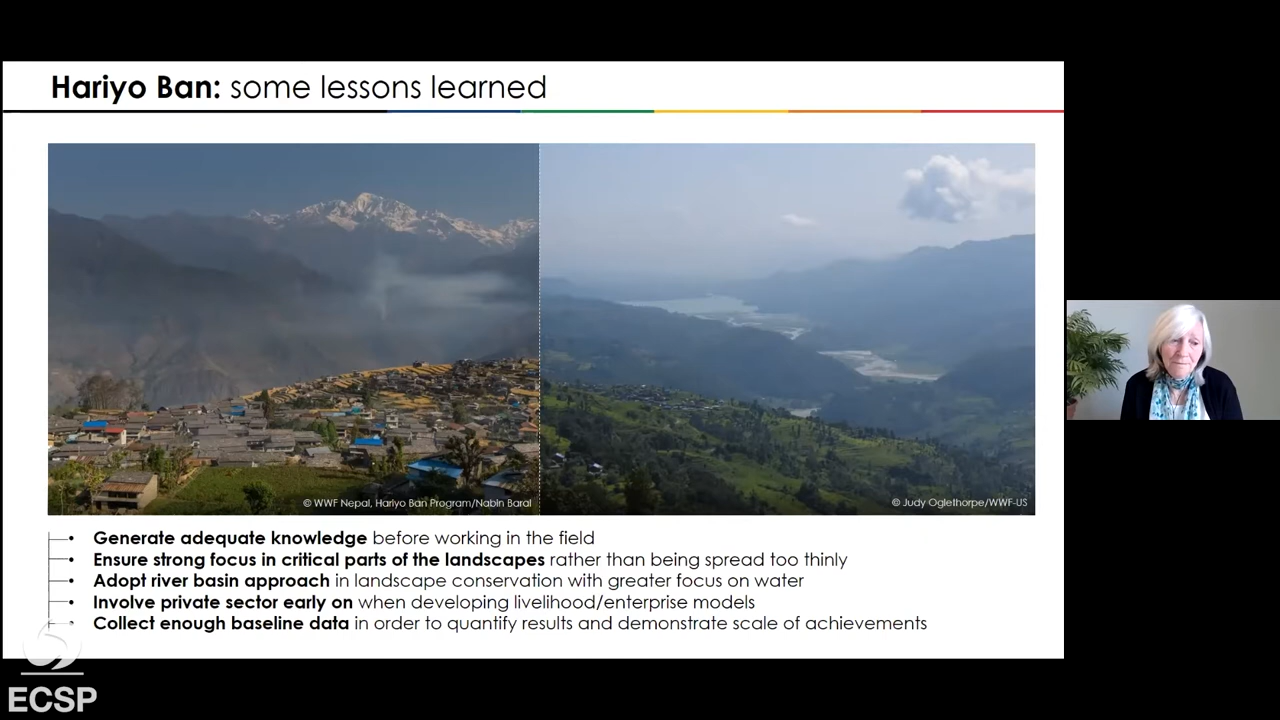 Hariyo Ban: some lessons learned
© WWF Nepal, Hariyo Ban Program/Nabin Baral
© Judy Oglethorpe/WWF-US
• Generate adequate knowledge before working in the field
• Ensure strong focus in critical parts of the landscapes rather than being spread too thinly
• Adopt river basin approach in landscape conservation with greater focus on water
• Involve private sector early on when developing livelihood/enterprise models
• Collect enough baseline data in order to quantify results and demonstrate scale of achievements
ECSP